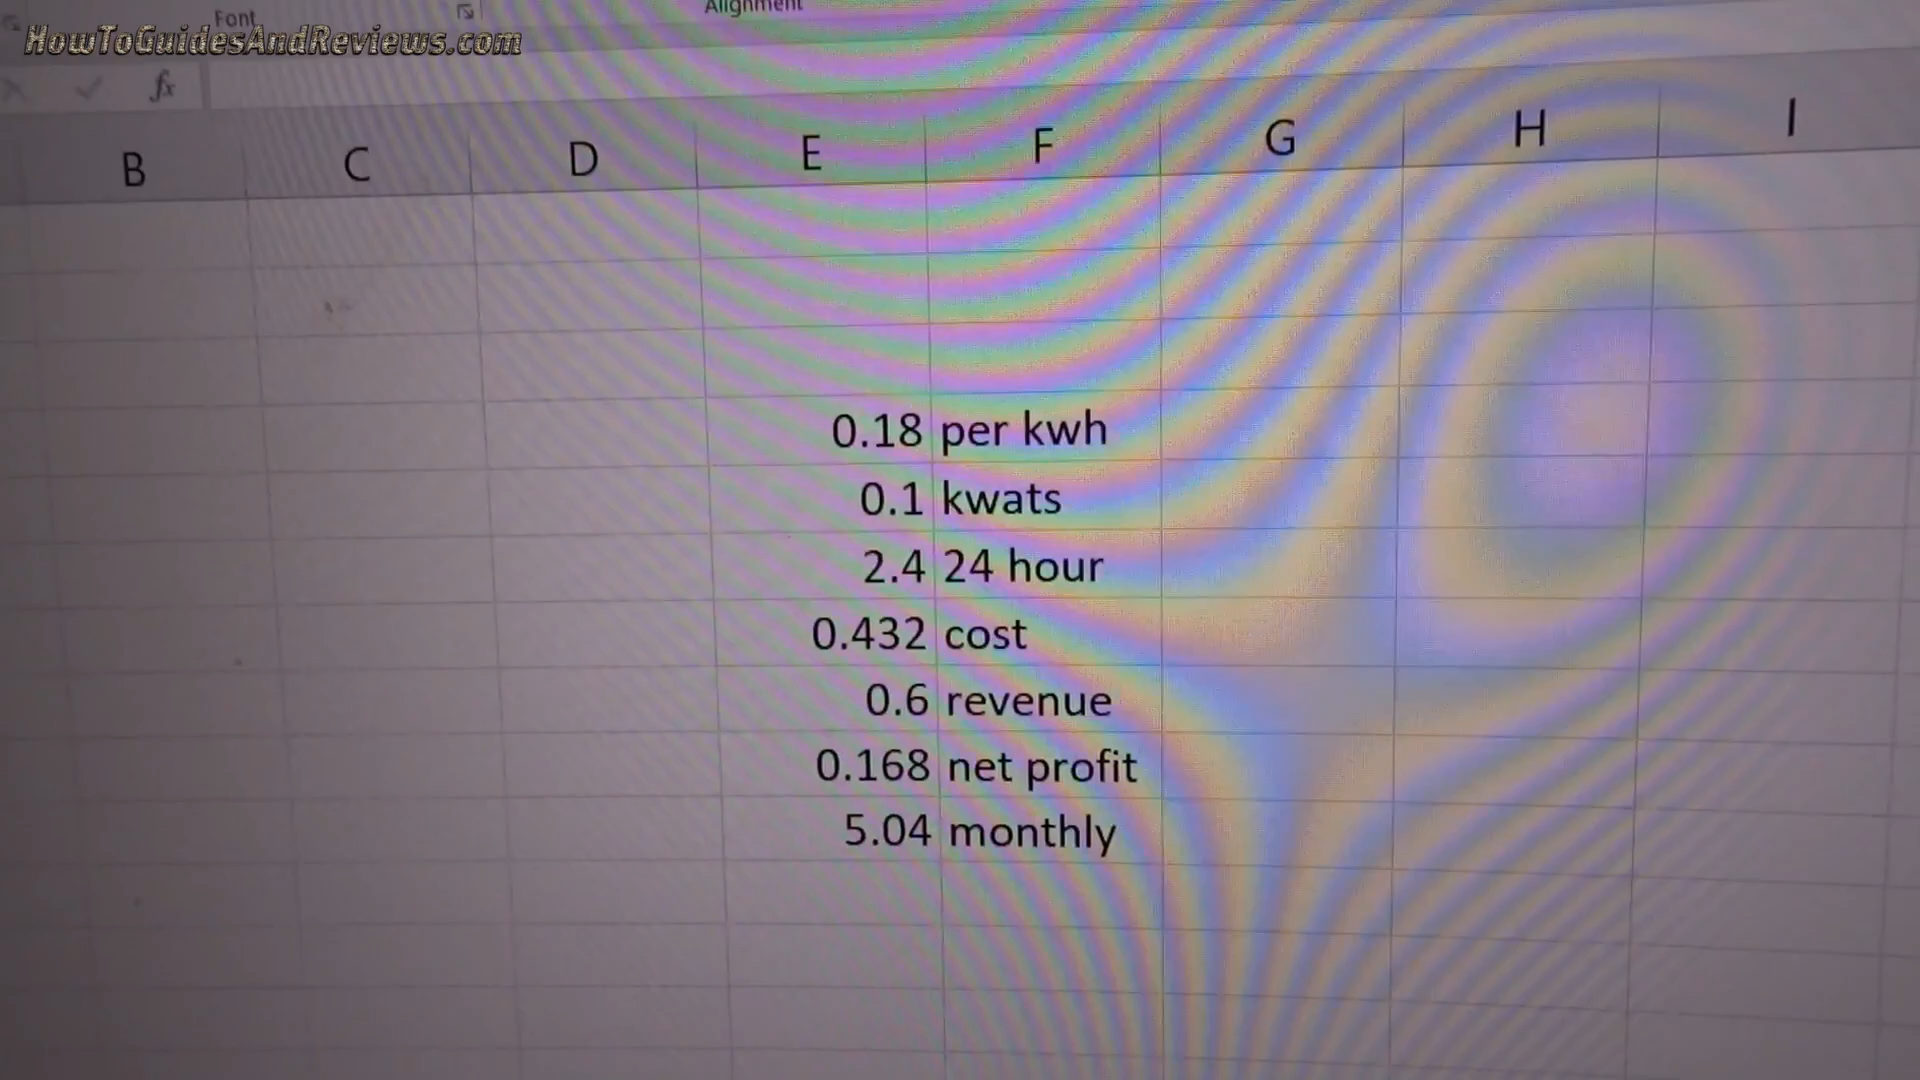 Font
Alignment
HowToGuidesAndReviews.com
fx
B C D E F G H I
0.18 per kwh
0.1 kwats
2.4 24 hour
0.432 cost
0.6 revenue
0.168 net profit
5.04 monthly